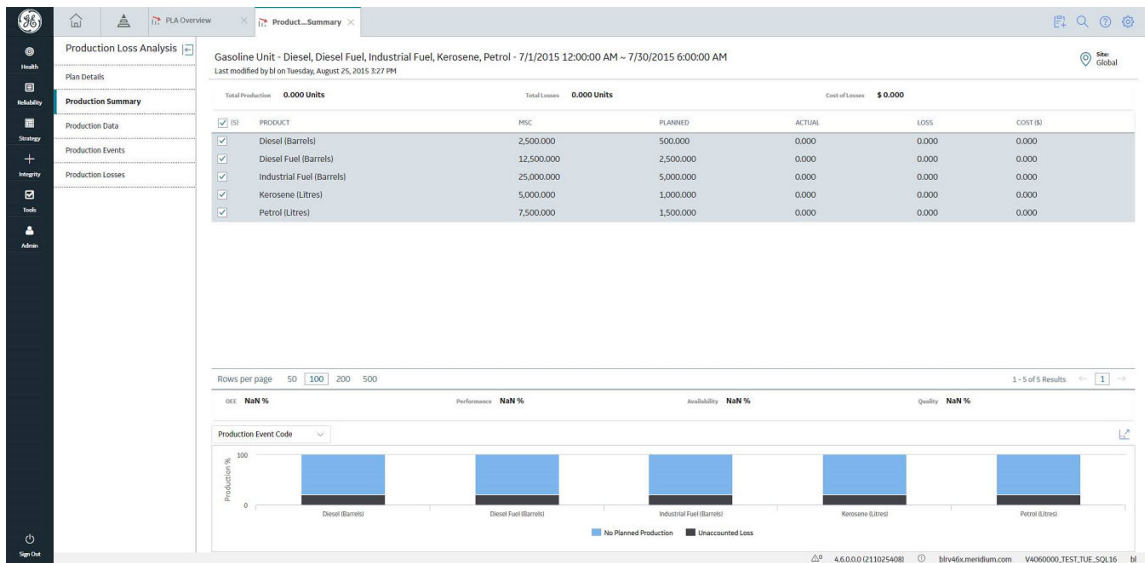 PLA Overview
Product...Summary
Health
Reliability
Strategy
Integrity
Tools
Admin
Sign Out
Production Loss Analysis
Plan Details
Production Summary
Production Data
Production Events
Production Losses
Gasoline Unit - Diesel, Diesel Fuel, Industrial Fuel, Kerosene, Petrol - 7/1/2015 12:00:00 AM ~ 7/30/2015 6:00:00 AM
Last modified by bl on Tuesday, August 25, 2015 3:27 PM
Site:
Global
Total Production 0.000 Units Total Losses 0.000 Units Cost of Losses $ 0.000
(5) PRODUCT MSC PLANNED ACTUAL LOSS COST ($)
Diesel (Barrels) 2,500.000 500.000 0.000 0.000 0.000
Diesel Fuel (Barrels) 12,500.000 2,500.000 0.000 0.000 0.000
Industrial Fuel (Barrels) 25,000.000 5,000.000 0.000 0.000 0.000
Kerosene (Litres) 5,000.000 1,000.000 0.000 0.000 0.000
Petrol (Litres) 7,500.000 1,500.000 0.000 0.000 0.000
Rows per page 50 100 200 500 1 - 5 of 5 Results 1
OEE NaN % Performance NaN % Availability NaN % Quality NaN %
Production Event Code
Production %
100
0
Diesel (Barrels) Diesel Fuel (Barrels) Industrial Fuel (Barrels) Kerosene (Litres) Petrol (Litres)
No Planned Production Unaccounted Loss
4.6.0.0.0 (211025408) blrv46x.meridium.com V4060000_TEST_TUE_SQL16 bl